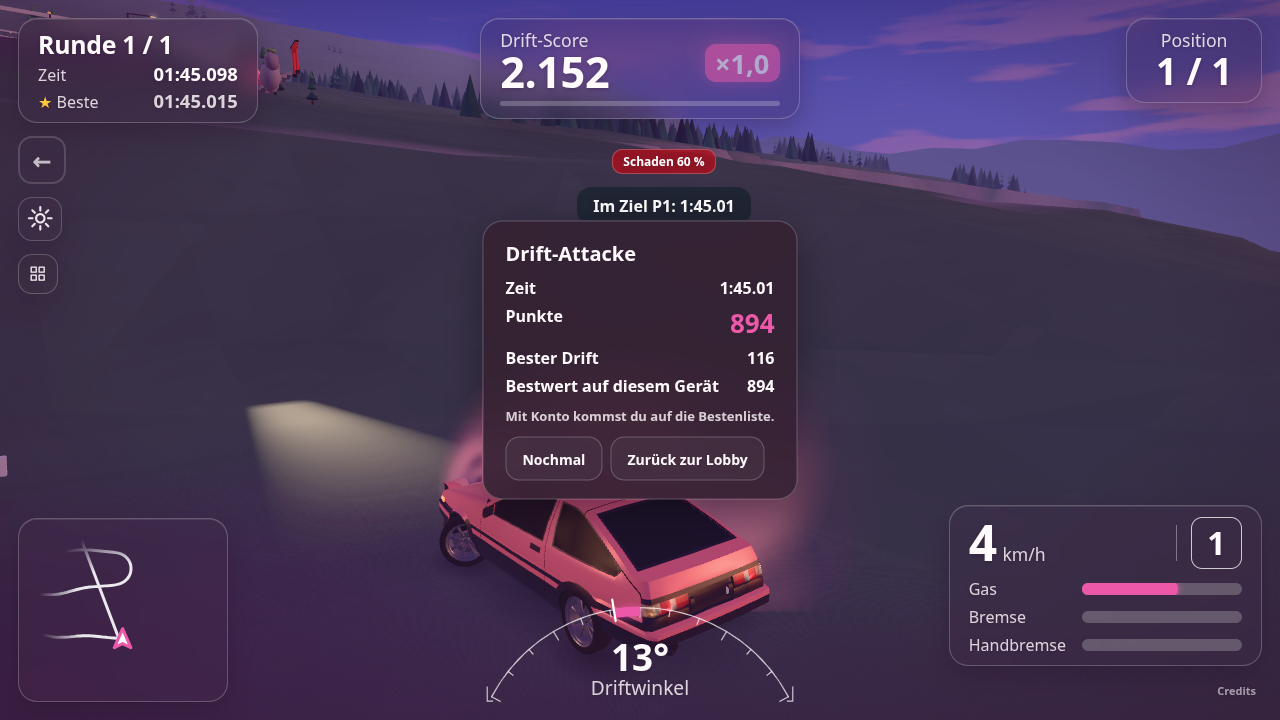 Runde 1 / 1
Zeit 01:45.098
★ Beste 01:45.015
Drift-Score
2.152
×1,0
Position
1 / 1
Schaden 60 %
Im Ziel P1: 1:45.01
Drift-Attacke
Zeit 1:45.01
Punkte 894
Bester Drift 116
Bestwert auf diesem Gerät 894
Mit Konto kommst du auf die Bestenliste.
Nochmal
Zurück zur Lobby
13°
Driftwinkel
4 km/h
1
Gas
Bremse
Handbremse
Credits